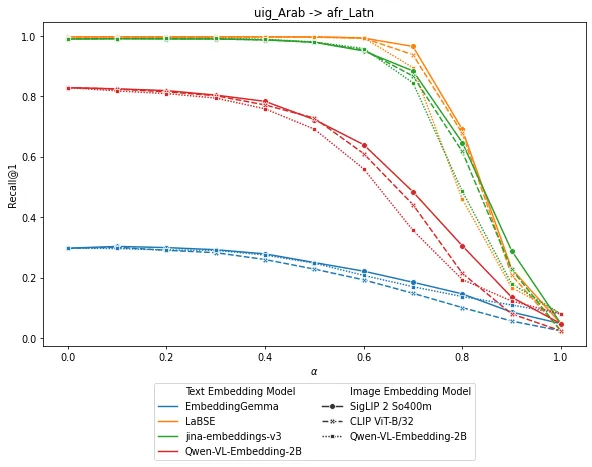 uig_Arab -> afr_Latn
Recall@1
1.0
0.8
0.6
0.4
0.2
0.0
0.0 0.2 0.4 0.6 0.8 1.0
α
Text Embedding Model
EmbeddingGemma
LaBSE
jina-embeddings-v3
Qwen-VL-Embedding-2B
Image Embedding Model
SigLIP 2 So400m
CLIP ViT-B/32
Qwen-VL-Embedding-2B